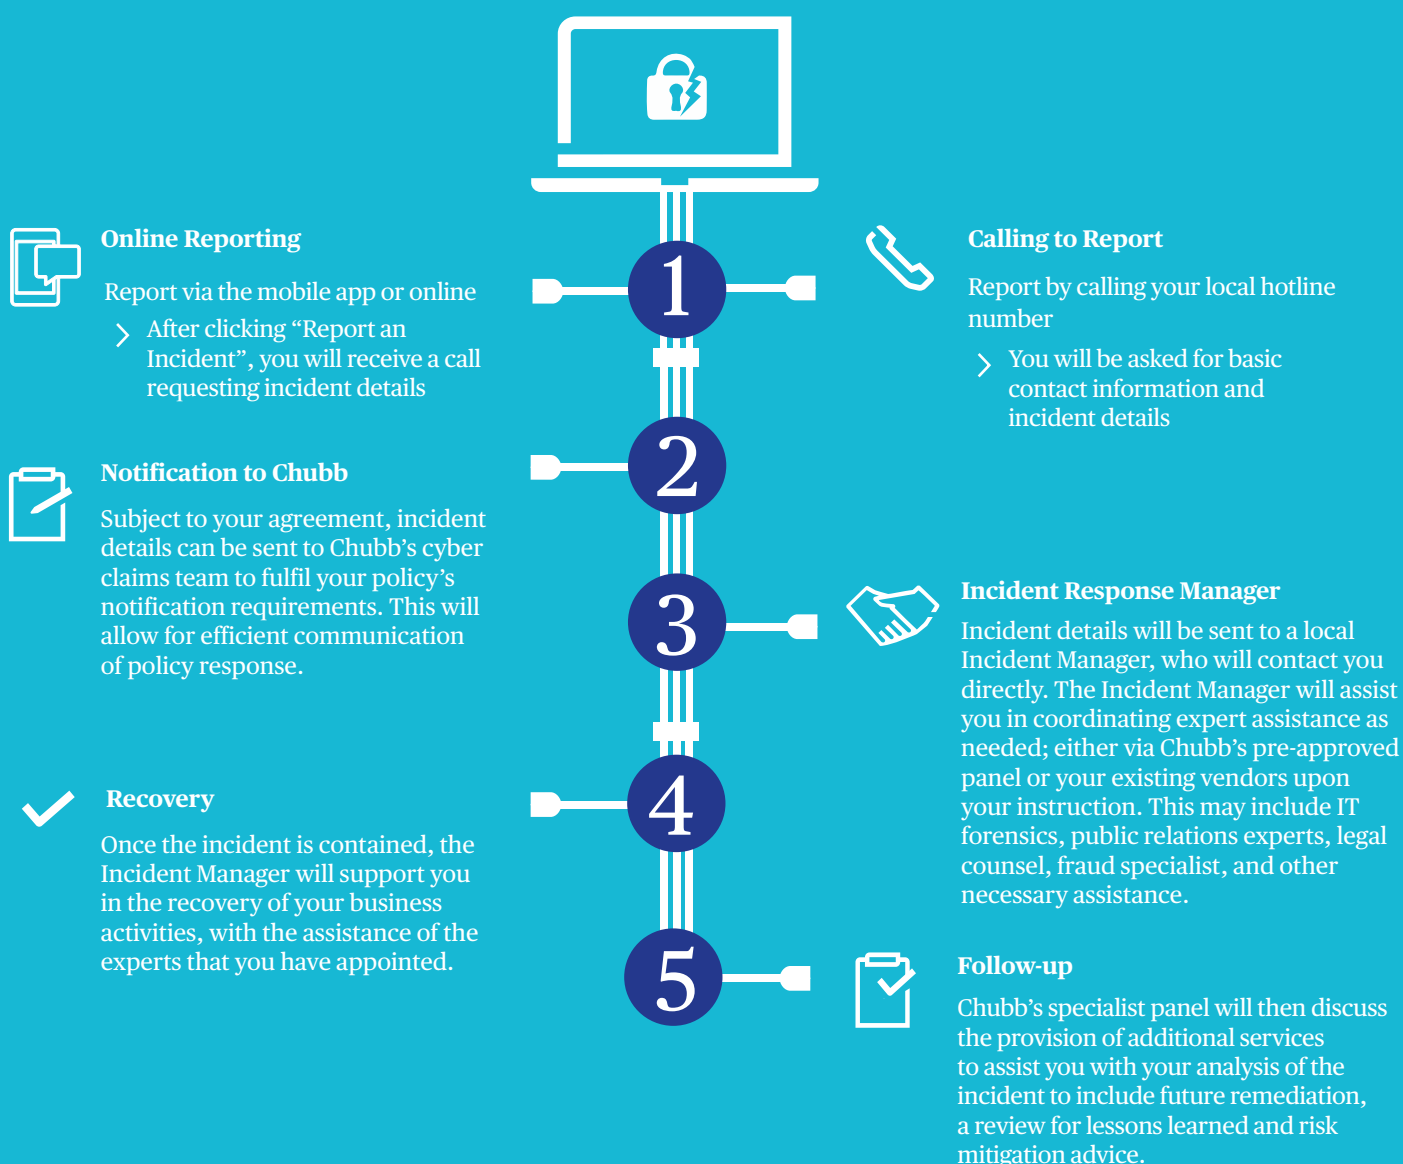 1
Online Reporting
Report via the mobile app or online
After clicking “Report an
Incident”, you will receive a call
requesting incident details
Calling to Report
Report by calling your local hotline
number
You will be asked for basic
contact information and
incident details
2
Notification to Chubb
Subject to your agreement, incident
details can be sent to Chubb’s cyber
claims team to fulfil your policy’s
notification requirements. This will
allow for efficient communication
of policy response.
3
Incident Response Manager
Incident details will be sent to a local
Incident Manager, who will contact you
directly. The Incident Manager will assist
you in coordinating expert assistance as
needed; either via Chubb’s pre-approved
panel or your existing vendors upon
your instruction. This may include IT
forensics, public relations experts, legal
counsel, fraud specialist, and other
necessary assistance.
4
Recovery
Once the incident is contained, the
Incident Manager will support you
in the recovery of your business
activities, with the assistance of the
experts that you have appointed.
5
Follow-up
Chubb’s specialist panel will then discuss
the provision of additional services
to assist you with your analysis of the
incident to include future remediation,
a review for lessons learned and risk
mitigation advice.